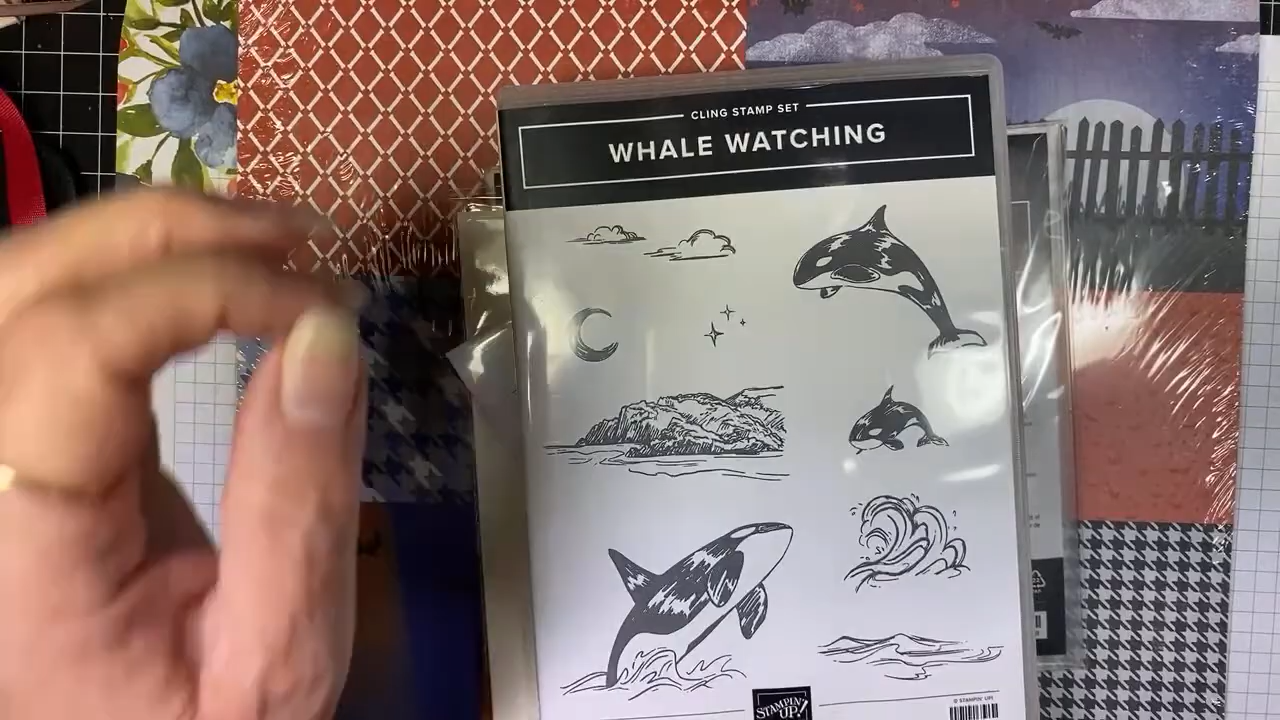 CLING STAMP SET
WHALE WATCHING
STAMPIN'
UP!
© STAMPIN' UP!